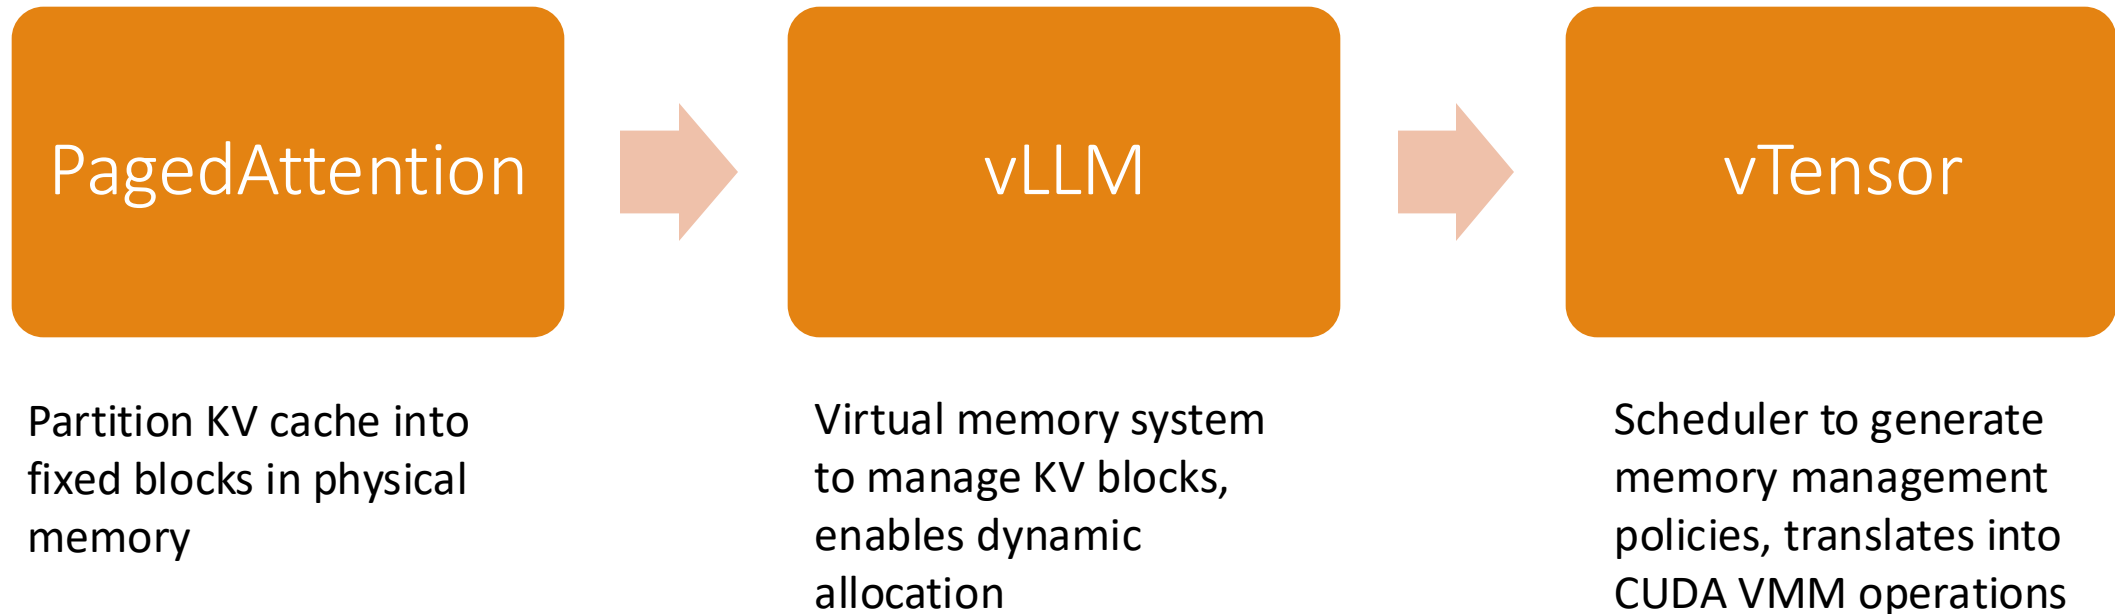 PagedAttention
vLLM
vTensor
Partition KV cache into
fixed blocks in physical
memory
Virtual memory system
to manage KV blocks,
enables dynamic
allocation
Scheduler to generate
memory management
policies, translates into
CUDA VMM operations